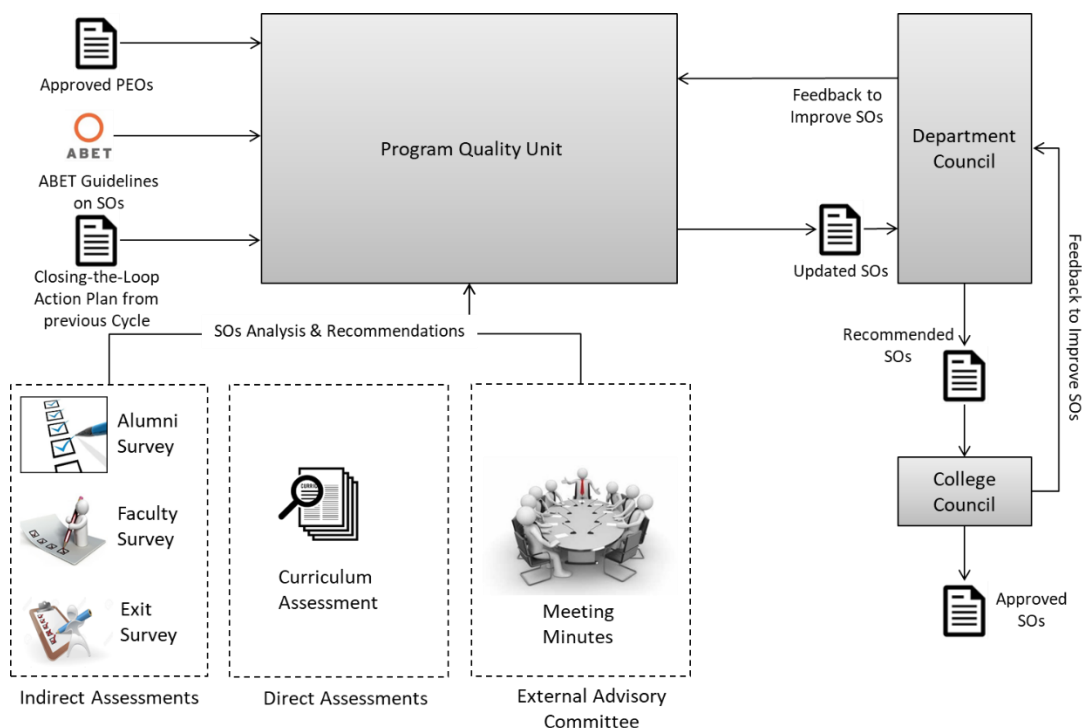 Approved PEOs
ABET
ABET Guidelines
on SOs
Closing-the-Loop
Action Plan from
previous Cycle
Program Quality Unit
Feedback to
Improve SOs
Department
Council
Updated SOs
Feedback to Improve SOs
Recommended
SOs
College
Council
Approved
SOs
SOs Analysis & Recommendations
Alumni
Survey
Faculty
Survey
Exit
Survey
Indirect Assessments
Curriculum
Assessment
Direct Assessments
Meeting
Minutes
External Advisory
Committee